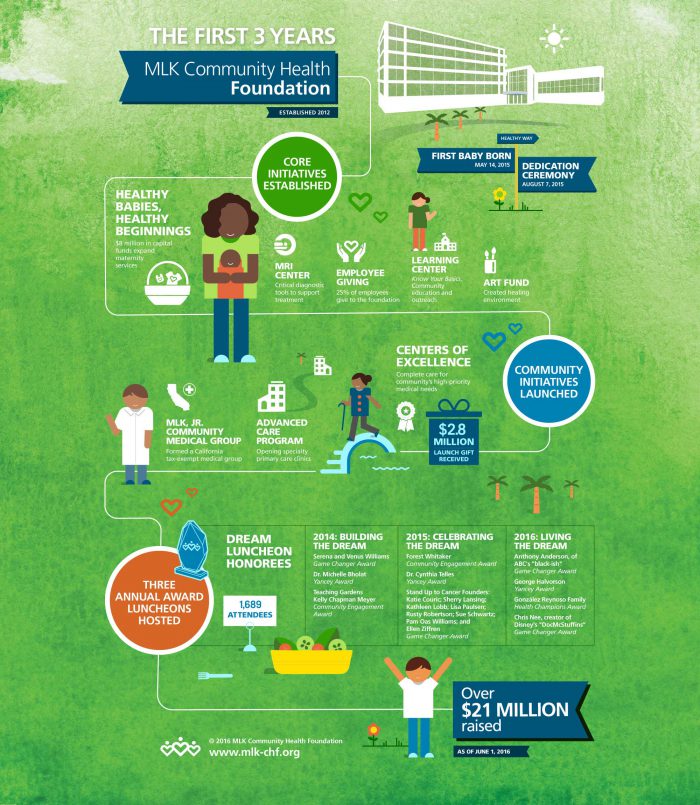 THE FIRST 3 YEARS
MLK Community Health
Foundation
ESTABLISHED 2012
HEALTHY WAY
FIRST BABY BORN
MAY 14, 2015
DEDICATION
CEREMONY
AUGUST 7, 2015
CORE
INITIATIVES
ESTABLISHED
HEALTHY
BABIES,
HEALTHY
BEGINNINGS
$8 million in capital
funds expand
maternity
services
MRI
CENTER
Critical diagnostic
tools to support
treatment
EMPLOYEE
GIVING
25% of employees
give to the foundation
LEARNING
CENTER
Know Your Basics,
Community
education and
outreach
ART FUND
Created healing
environment
COMMUNITY
INITIATIVES
LAUNCHED
CENTERS OF
EXCELLENCE
Complete care for
community's high-priority
medical needs
$2.8
MILLION
LAUNCH GIFT
RECEIVED
ADVANCED
CARE
PROGRAM
Opening specialty
primary care clinics
MLK, JR.
COMMUNITY
MEDICAL GROUP
Formed a California
tax-exempt medical group
THREE
ANNUAL AWARD
LUNCHEONS
HOSTED
DREAM
LUNCHEON
HONOREES
1,689
ATTENDEES
2014: BUILDING
THE DREAM
Serena and Venus Williams
Game Changer Award
Dr. Michelle Bholat
Yancey Award
Teaching Gardens
Kelly Chapman Meyer
Community Engagement
Award
2015: CELEBRATING
THE DREAM
Forest Whitaker
Community Engagement Award
Dr. Cynthia Telles
Yancey Award
Stand Up to Cancer Founders:
Katie Couric; Sherry Lansing;
Kathleen Lobb; Lisa Paulsen;
Rusty Robertson; Sue Schwartz;
Pam Oas Williams; and
Ellen Ziffren
Game Changer Award
2016: LIVING
THE DREAM
Anthony Anderson, of
ABC's "black-ish"
Game Changer Award
George Halvorson
Yancey Award
González Reynoso Family
Health Champions Award
Chris Nee, creator of
Disney's "DocMcStuffins"
Game Changer Award
Over
$21 MILLION
raised
AS OF JUNE 1, 2016
© 2016 MLK Community Health Foundation
www.mlk-chf.org